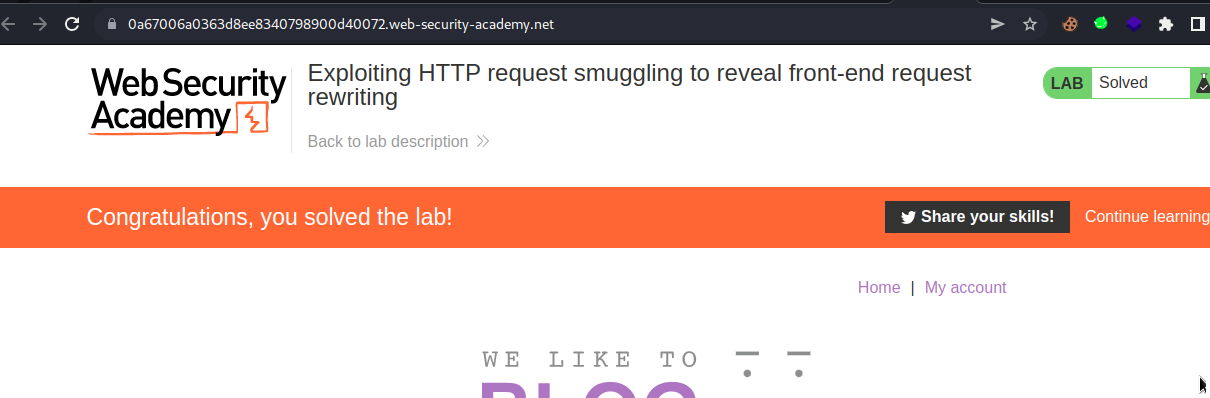 0a67006a0363d8ee8340798900d40072.web-security-academy.net
Web Security
Academy
Exploiting HTTP request smuggling to reveal front-end request
rewriting
Back to lab description
LAB Solved
Congratulations, you solved the lab!
Share your skills!
Continue learning
Home | My account
WE LIKE TO
BLOG